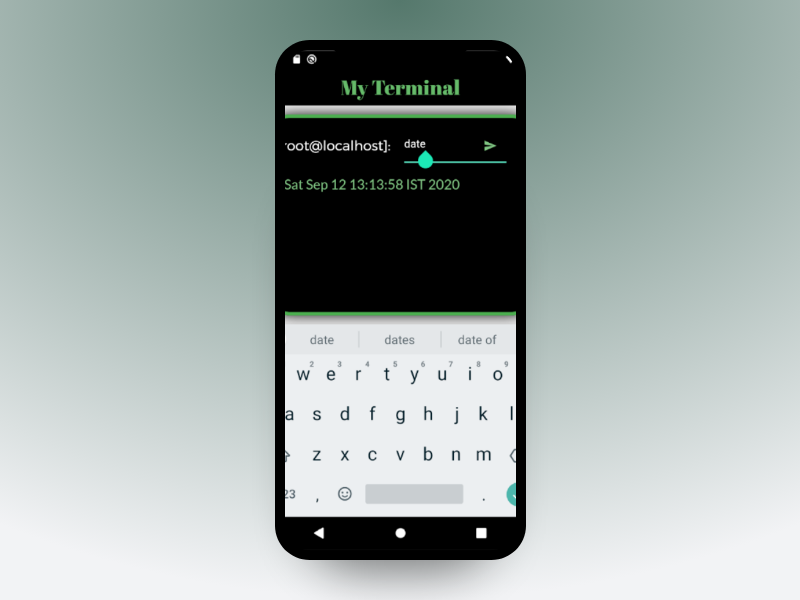 My Terminal
root@localhost]: date
Sat Sep 12 13:13:58 IST 2020
date dates date of
2 3 4 5 6 7 8 9
w e r t y u i o
a s d f g h j k l
z x c v b n m
23 , .